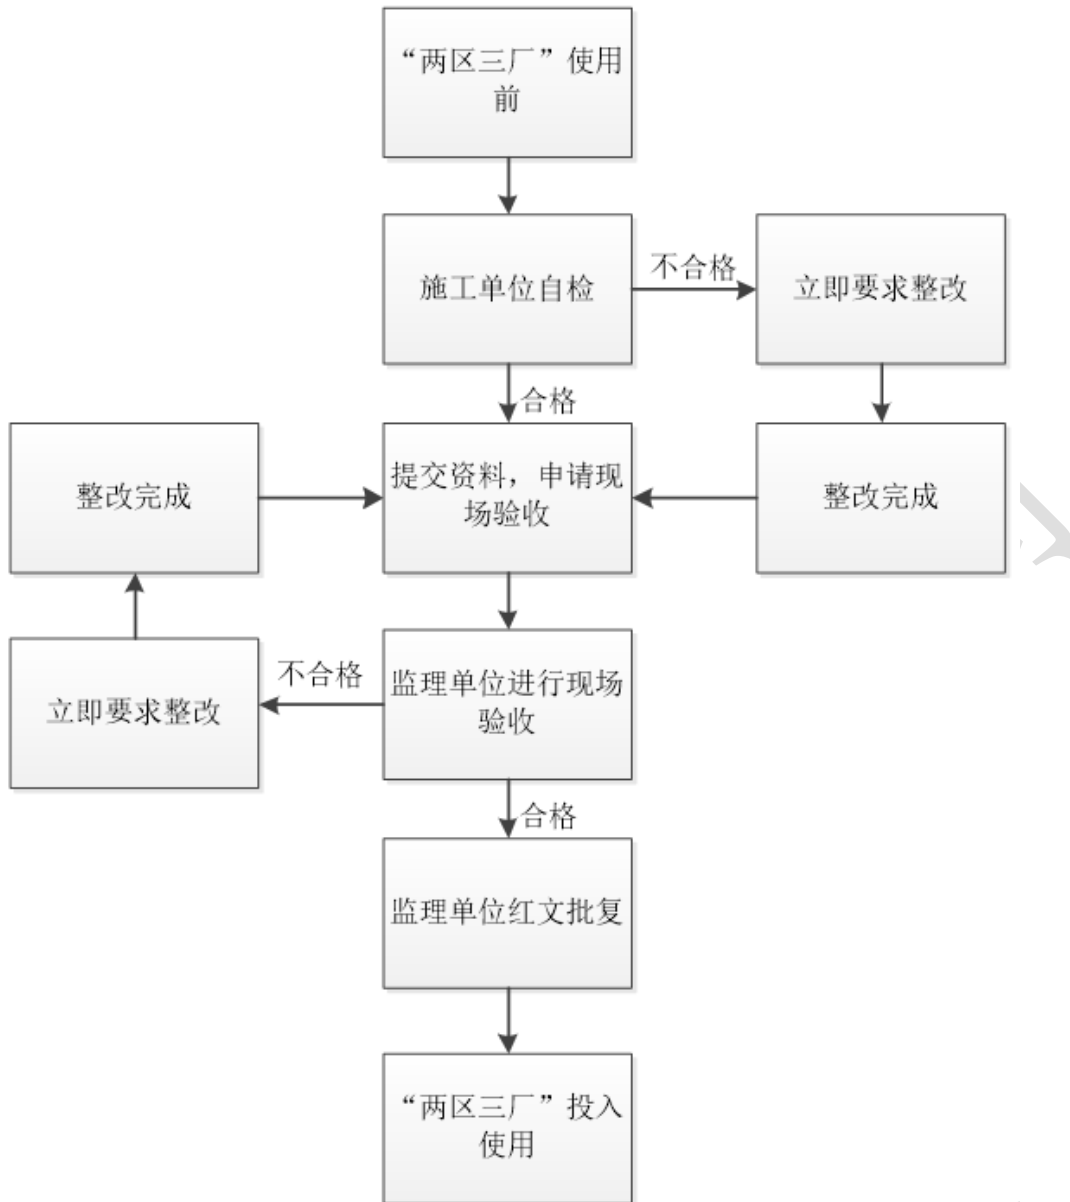 “两区三厂”使用
前
施工单位自检
不合格
立即要求整改
合格
整改完成
提交资料，申请现
场验收
整改完成
立即要求整改
不合格
监理单位进行现场
验收
合格
监理单位红文批复
“两区三厂”投入
使用